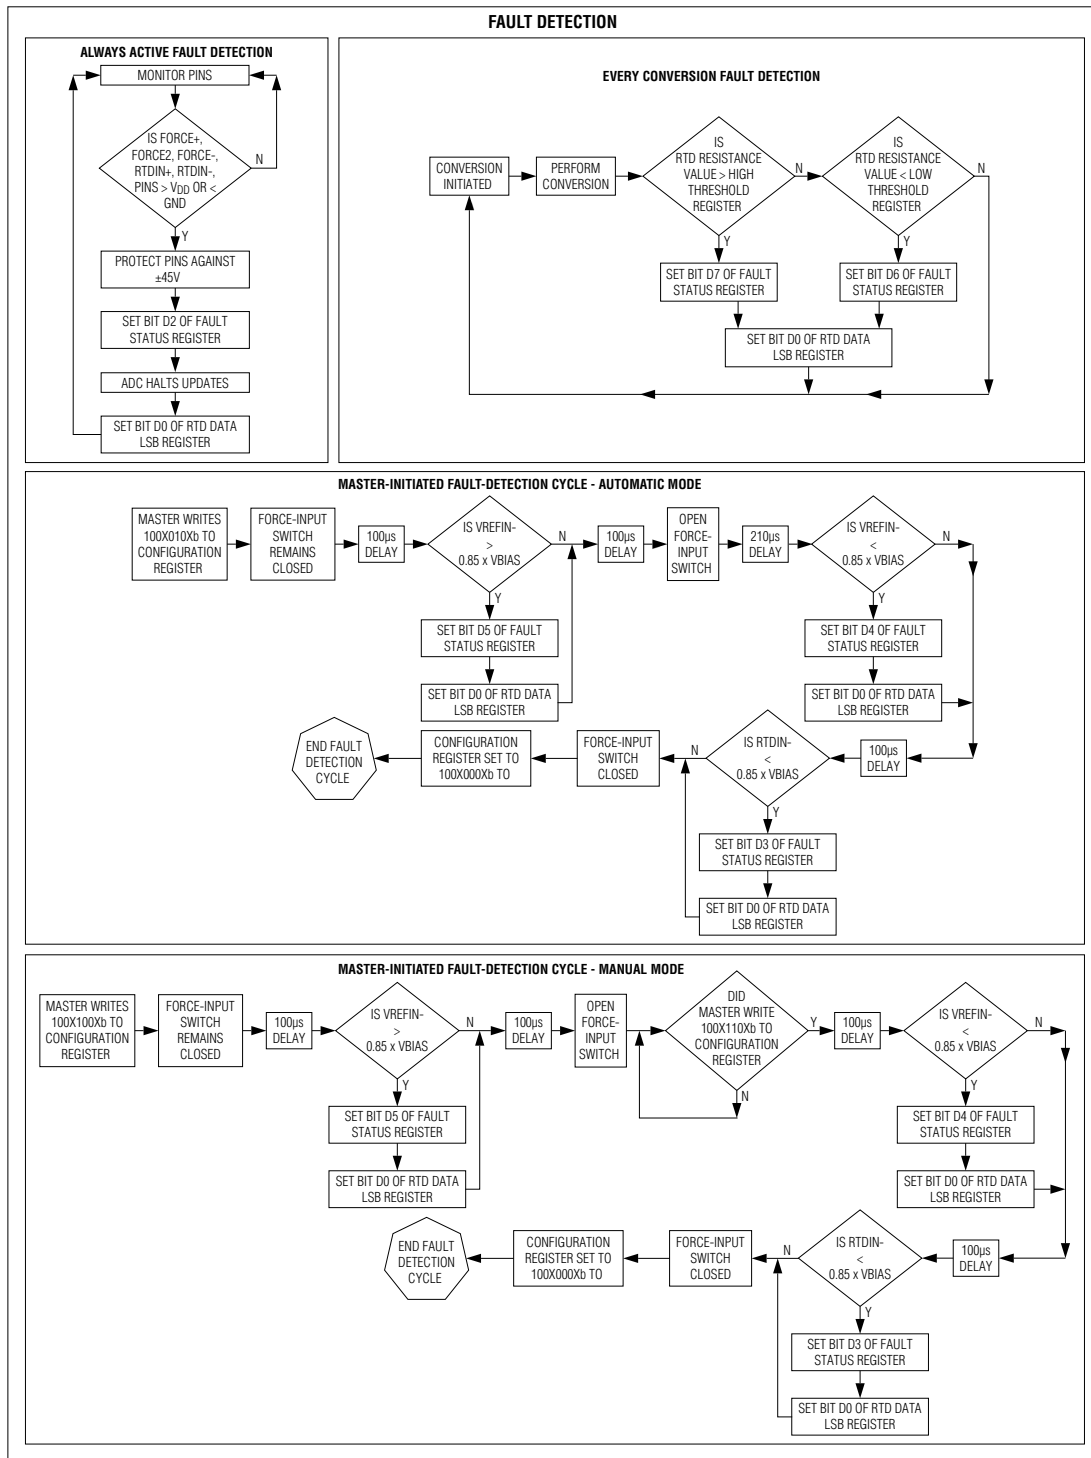 FAULT DETECTION
ALWAYS ACTIVE FAULT DETECTION
MONITOR PINS
IS FORCE+,
FORCE2, FORCE-,
RTDIN+, RTDIN-,
PINS > VDD OR <
GND
N
Y
PROTECT PINS AGAINST
±45V
SET BIT D2 OF FAULT
STATUS REGISTER
ADC HALTS UPDATES
SET BIT D0 OF RTD DATA
LSB REGISTER
EVERY CONVERSION FAULT DETECTION
CONVERSION
INITIATED
PERFORM
CONVERSION
IS
RTD RESISTANCE
VALUE > HIGH
THRESHOLD
REGISTER
N
Y
IS
RTD RESISTANCE
VALUE < LOW
THRESHOLD
REGISTER
N
Y
SET BIT D7 OF FAULT
STATUS REGISTER
SET BIT D6 OF FAULT
STATUS REGISTER
SET BIT D0 OF RTD DATA
LSB REGISTER
MASTER-INITIATED FAULT-DETECTION CYCLE - AUTOMATIC MODE
MASTER WRITES
100X010Xb TO
CONFIGURATION
REGISTER
FORCE-INPUT
SWITCH
REMAINS
CLOSED
100µs
DELAY
IS VREFIN-
>
0.85 x VBIAS
N
Y
SET BIT D5 OF FAULT
STATUS REGISTER
SET BIT D0 OF RTD DATA
LSB REGISTER
100µs
DELAY
OPEN
FORCE-
INPUT
SWITCH
210µs
DELAY
IS VREFIN-
<
0.85 x VBIAS
N
Y
SET BIT D4 OF FAULT
STATUS REGISTER
SET BIT D0 OF RTD DATA
LSB REGISTER
100µs
DELAY
IS RTDIN-
<
0.85 x VBIAS
N
Y
SET BIT D3 OF FAULT
STATUS REGISTER
SET BIT D0 OF RTD DATA
LSB REGISTER
FORCE-INPUT
SWITCH
CLOSED
CONFIGURATION
REGISTER SET TO
100X000Xb TO
END FAULT
DETECTION
CYCLE
MASTER-INITIATED FAULT-DETECTION CYCLE - MANUAL MODE
MASTER WRITES
100X100Xb TO
CONFIGURATION
REGISTER
FORCE-INPUT
SWITCH
REMAINS
CLOSED
100µs
DELAY
IS VREFIN-
>
0.85 x VBIAS
N
Y
SET BIT D5 OF FAULT
STATUS REGISTER
SET BIT D0 OF RTD DATA
LSB REGISTER
100µs
DELAY
OPEN
FORCE-
INPUT
SWITCH
DID
MASTER WRITE
100X110Xb TO
CONFIGURATION
REGISTER
Y
N
100µs
DELAY
IS VREFIN-
<
0.85 x VBIAS
N
Y
SET BIT D4 OF FAULT
STATUS REGISTER
SET BIT D0 OF RTD DATA
LSB REGISTER
100µs
DELAY
IS RTDIN-
<
0.85 x VBIAS
N
Y
SET BIT D3 OF FAULT
STATUS REGISTER
SET BIT D0 OF RTD DATA
LSB REGISTER
FORCE-INPUT
SWITCH
CLOSED
CONFIGURATION
REGISTER SET TO
100X000Xb TO
END FAULT
DETECTION
CYCLE